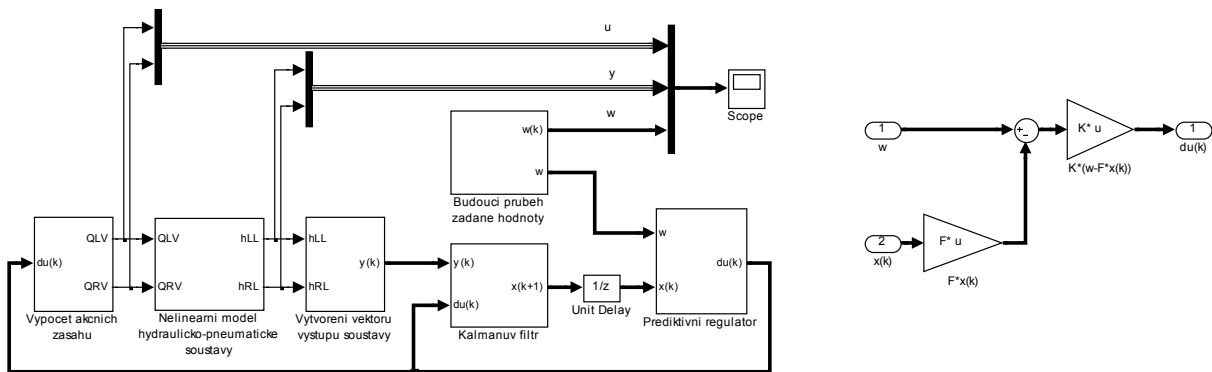 u
y
w
Scope
w(k)
w
Budouci prubeh
zadane hodnoty
du(k)
QLV
QRV
Vypocet akcnich
zasahu
QLV
QRV
hLL
hRL
Nelinearni model
hydraulicko-pneumaticke
soustavy
hLL
hRL
y(k)
Vytvoreni vektoru
vystupu soustavy
y(k)
du(k)
x(k+1)
Kalmanuv filtr
1/z
Unit Delay
w
x(k)
du(k)
Prediktivni regulator
1
w
2
x(k)
F* u
F*x(k)
+
-
K* u
K*(w-F*x(k))
1
du(k)